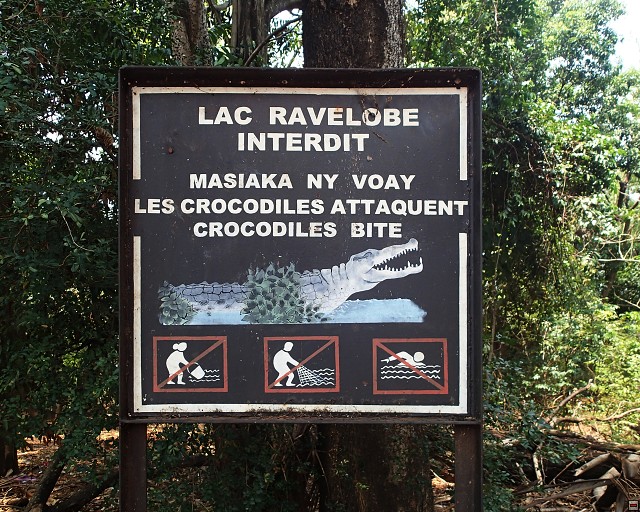 LAC RAVELOBE
INTERDIT
MASIAKA NY VOAY
LES CROCODILES ATTAQUENT
CROCODILES BITE